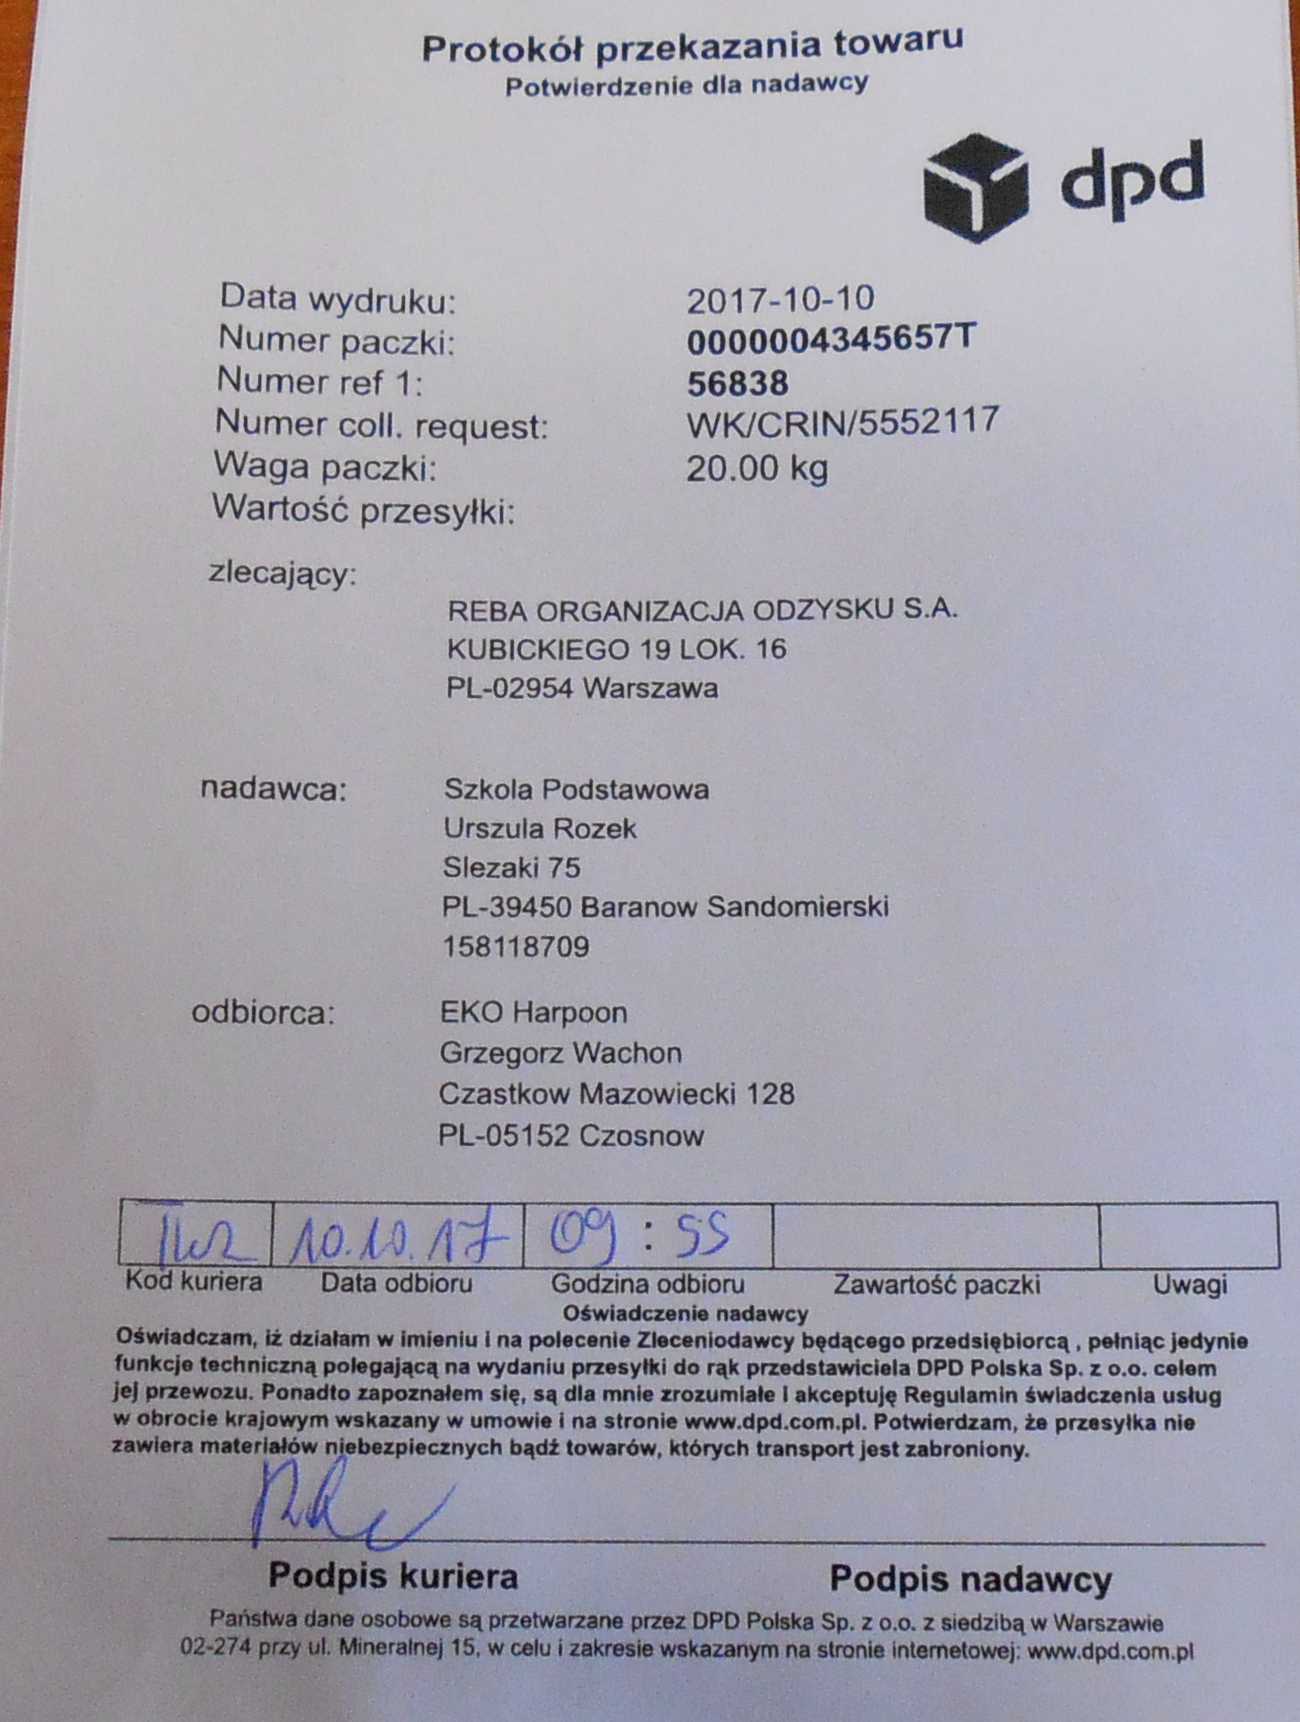 Protokół przekazania towaru
Potwierdzenie dla nadawcy
dpd
Data wydruku: 2017-10-10
Numer paczki: 0000004345657T
Numer ref 1: 56838
Numer coll. request: WK/CRIN/5552117
Waga paczki: 20.00 kg
Wartość przesyłki:
zlecający:
REBA ORGANIZACJA ODZYSKU S.A.
KUBICKIEGO 19 LOK. 16
PL-02954 Warszawa
nadawca: Szkola Podstawowa
Urszula Rozek
Slezaki 75
PL-39450 Baranow Sandomierski
158118709
odbiorca: EKO Harpoon
Grzegorz Wachon
Czastkow Mazowiecki 128
PL-05152 Czosnow
10.10.17 09:55
Kod kuriera Data odbioru Godzina odbioru Zawartość paczki Uwagi
Oświadczenie nadawcy
Oświadczam, iż działam w imieniu i na polecenie Zleceniodawcy będącego przedsiębiorcą , pełniąc jedynie
funkcje techniczną polegającą na wydaniu przesyłki do rąk przedstawiciela DPD Polska Sp. z o.o. celem
jej przewozu. Ponadto zapoznałem się, są dla mnie zrozumiałe i akceptuję Regulamin świadczenia usług
w obrocie krajowym wskazany w umowie i na stronie www.dpd.com.pl. Potwierdzam, że przesyłka nie
zawiera materiałów niebezpiecznych bądź towarów, których transport jest zabroniony.
Podpis kuriera Podpis nadawcy
Państwa dane osobowe są przetwarzane przez DPD Polska Sp. z o.o. z siedzibą w Warszawie
02-274 przy ul. Mineralnej 15, w celu i zakresie wskazanym na stronie internetowej: www.dpd.com.pl